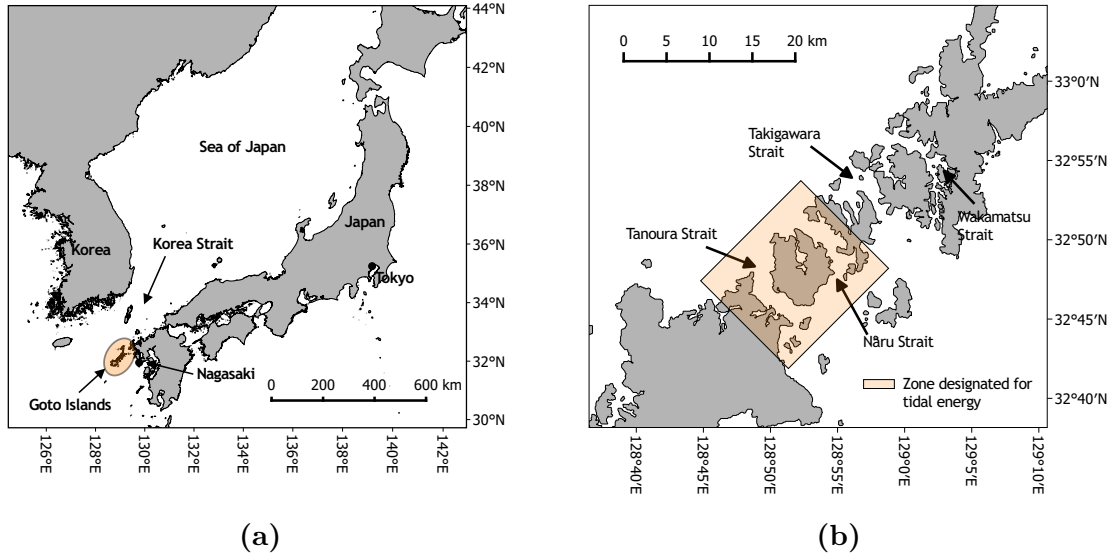 44°N
42°N
40°N
38°N
36°N
34°N
32°N
30°N
Sea of Japan
Japan
Korea
Korea Strait
Tokyo
Nagasaki
Goto Islands
0 200 400 600 km
126°E 128°E 130°E 132°E 134°E 136°E 138°E 140°E 142°E
(a)
0 5 10 15 20 km
33°0’N
32°55’N
32°50’N
32°45’N
32°40’N
Takigawara
Strait
Wakamatsu
Strait
Tanoura Strait
Naru Strait
Zone designated for
tidal energy
128°40’E 128°45’E 128°50’E 128°55’E 129°0’E 129°5’E 129°10’E
(b)